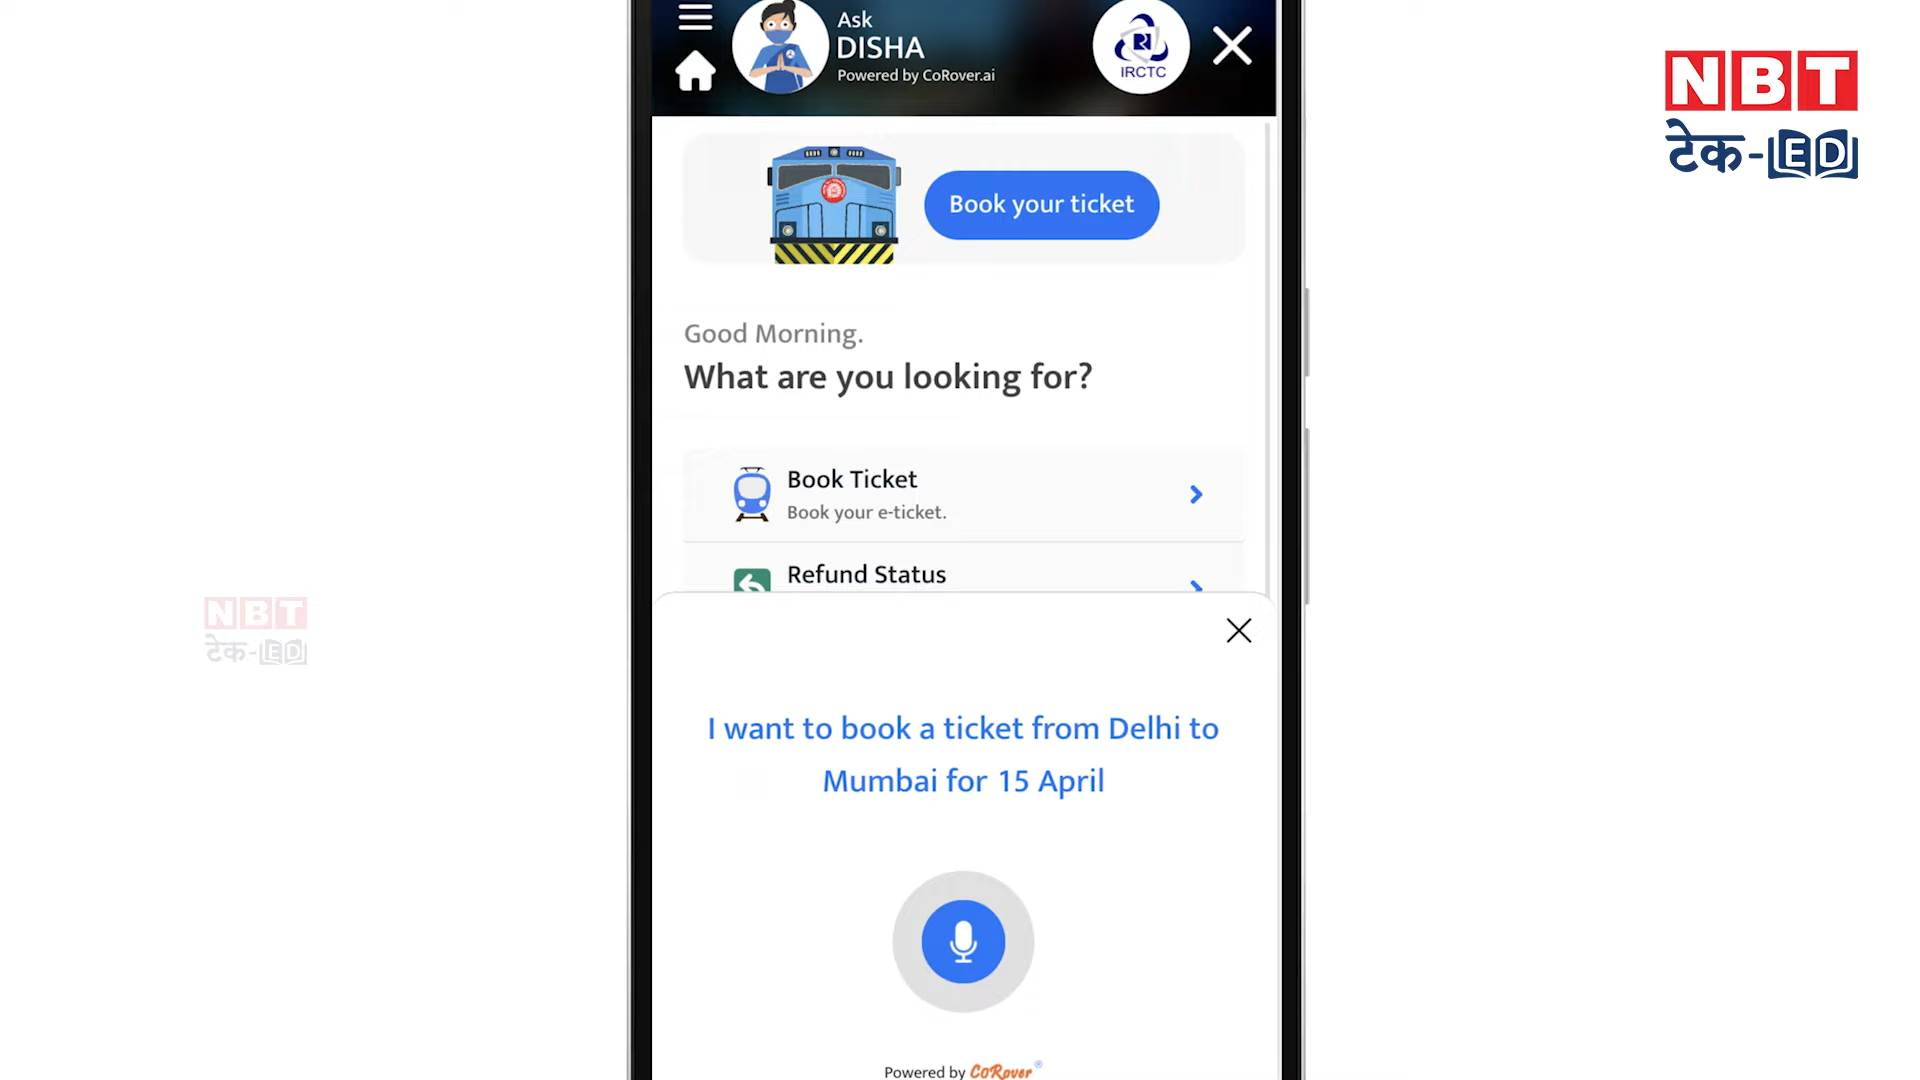 Ask
DISHA
Powered by CoRover.ai
IRCTC
NBT
टेक-ED
Book your ticket
Good Morning.
What are you looking for?
Book Ticket
Book your e-ticket.
Refund Status
NBT
टेक-ED
I want to book a ticket from Delhi to
Mumbai for 15 April
Powered by CoRover®